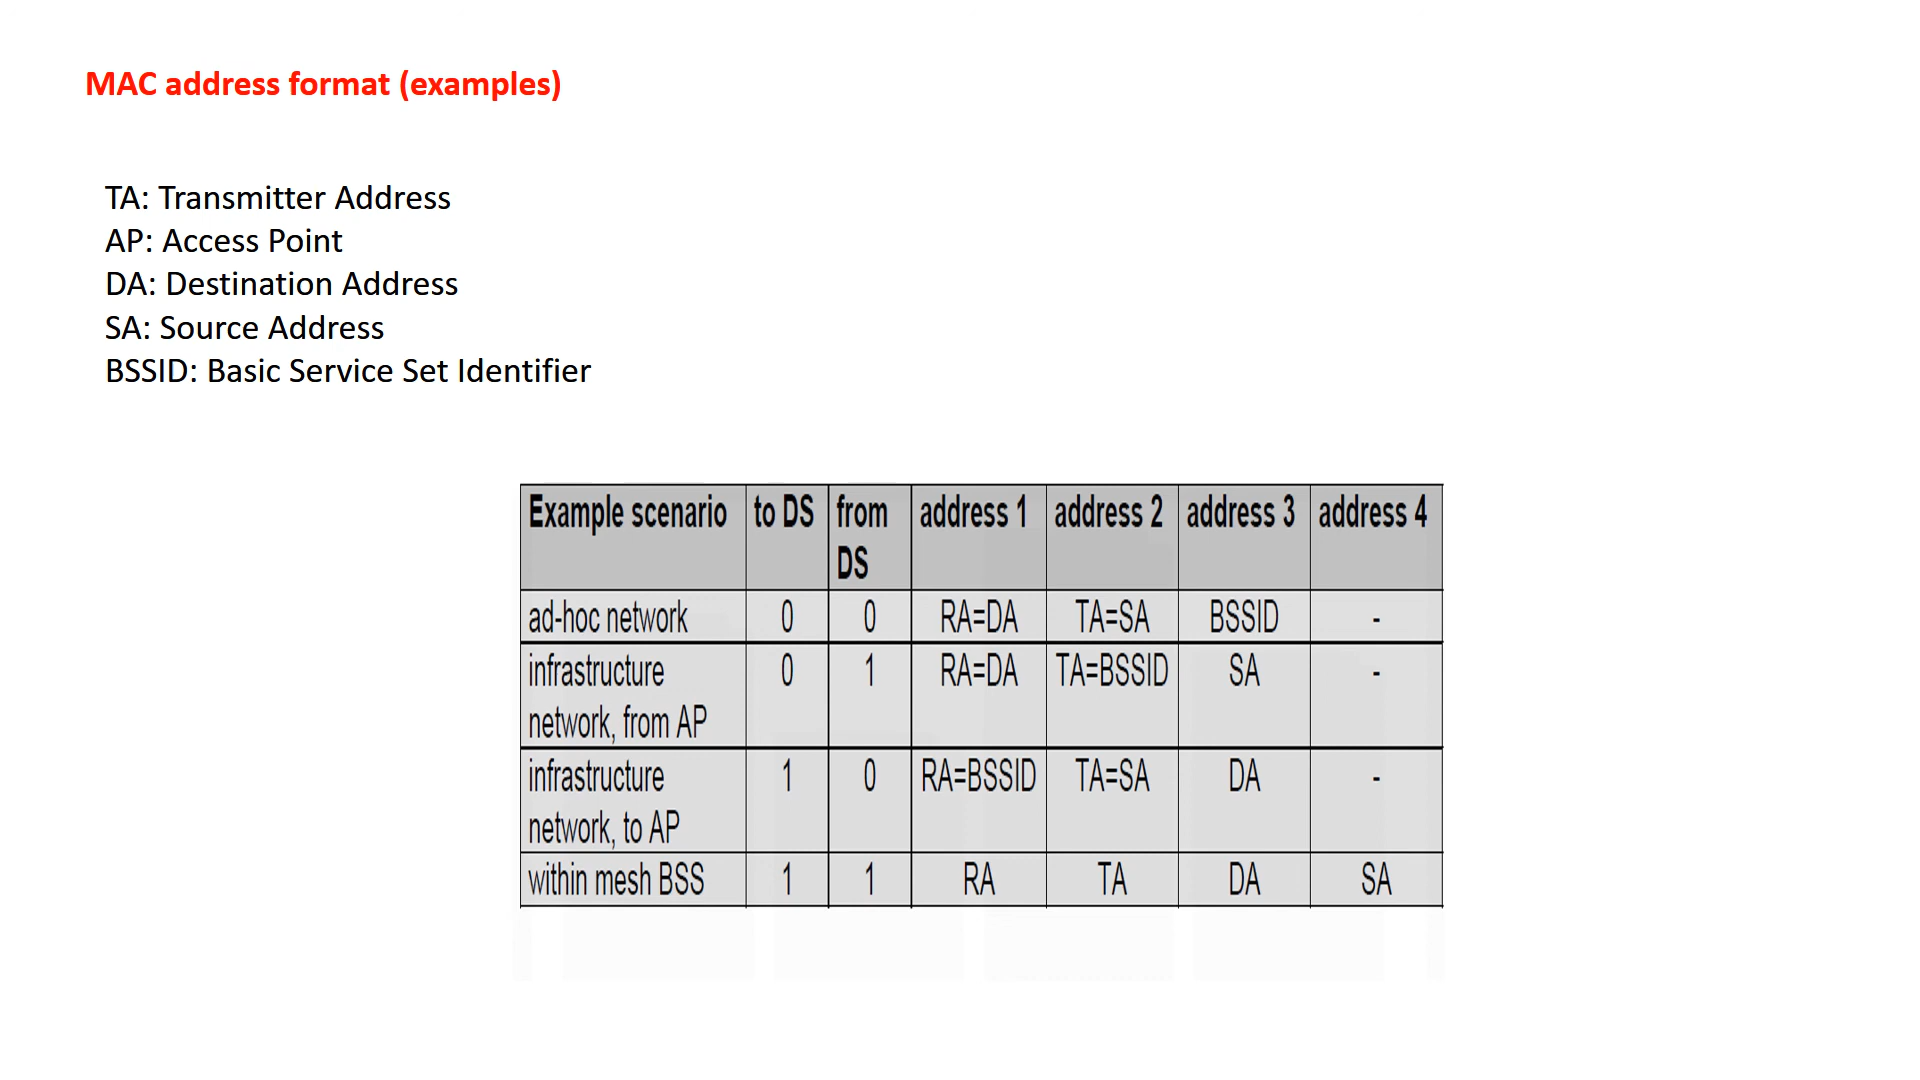 MAC address format (examples)
TA: Transmitter Address
AP: Access Point
DA: Destination Address
SA: Source Address
BSSID: Basic Service Set Identifier
Example scenario to DS from DS address 1 address 2 address 3 address 4
ad-hoc network 0 0 RA=DA TA=SA BSSID -
infrastructure network, from AP 0 1 RA=DA TA=BSSID SA -
infrastructure network, to AP 1 0 RA=BSSID TA=SA DA -
within mesh BSS 1 1 RA TA DA SA